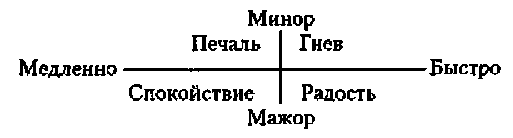 Минор
Печаль Гнев
Медленно Быстро
Спокойствие Радость
Мажор